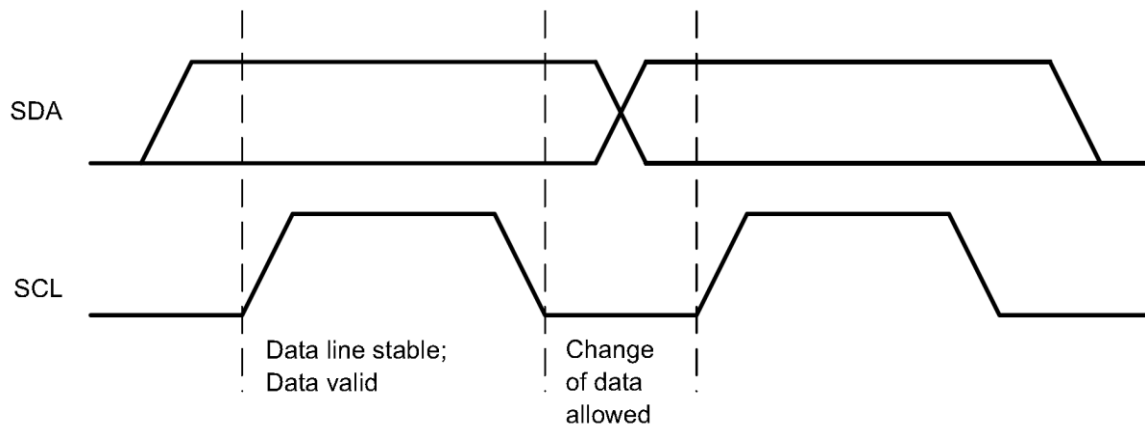 SDA
SCL
Data line stable;
Data valid
Change
of data
allowed